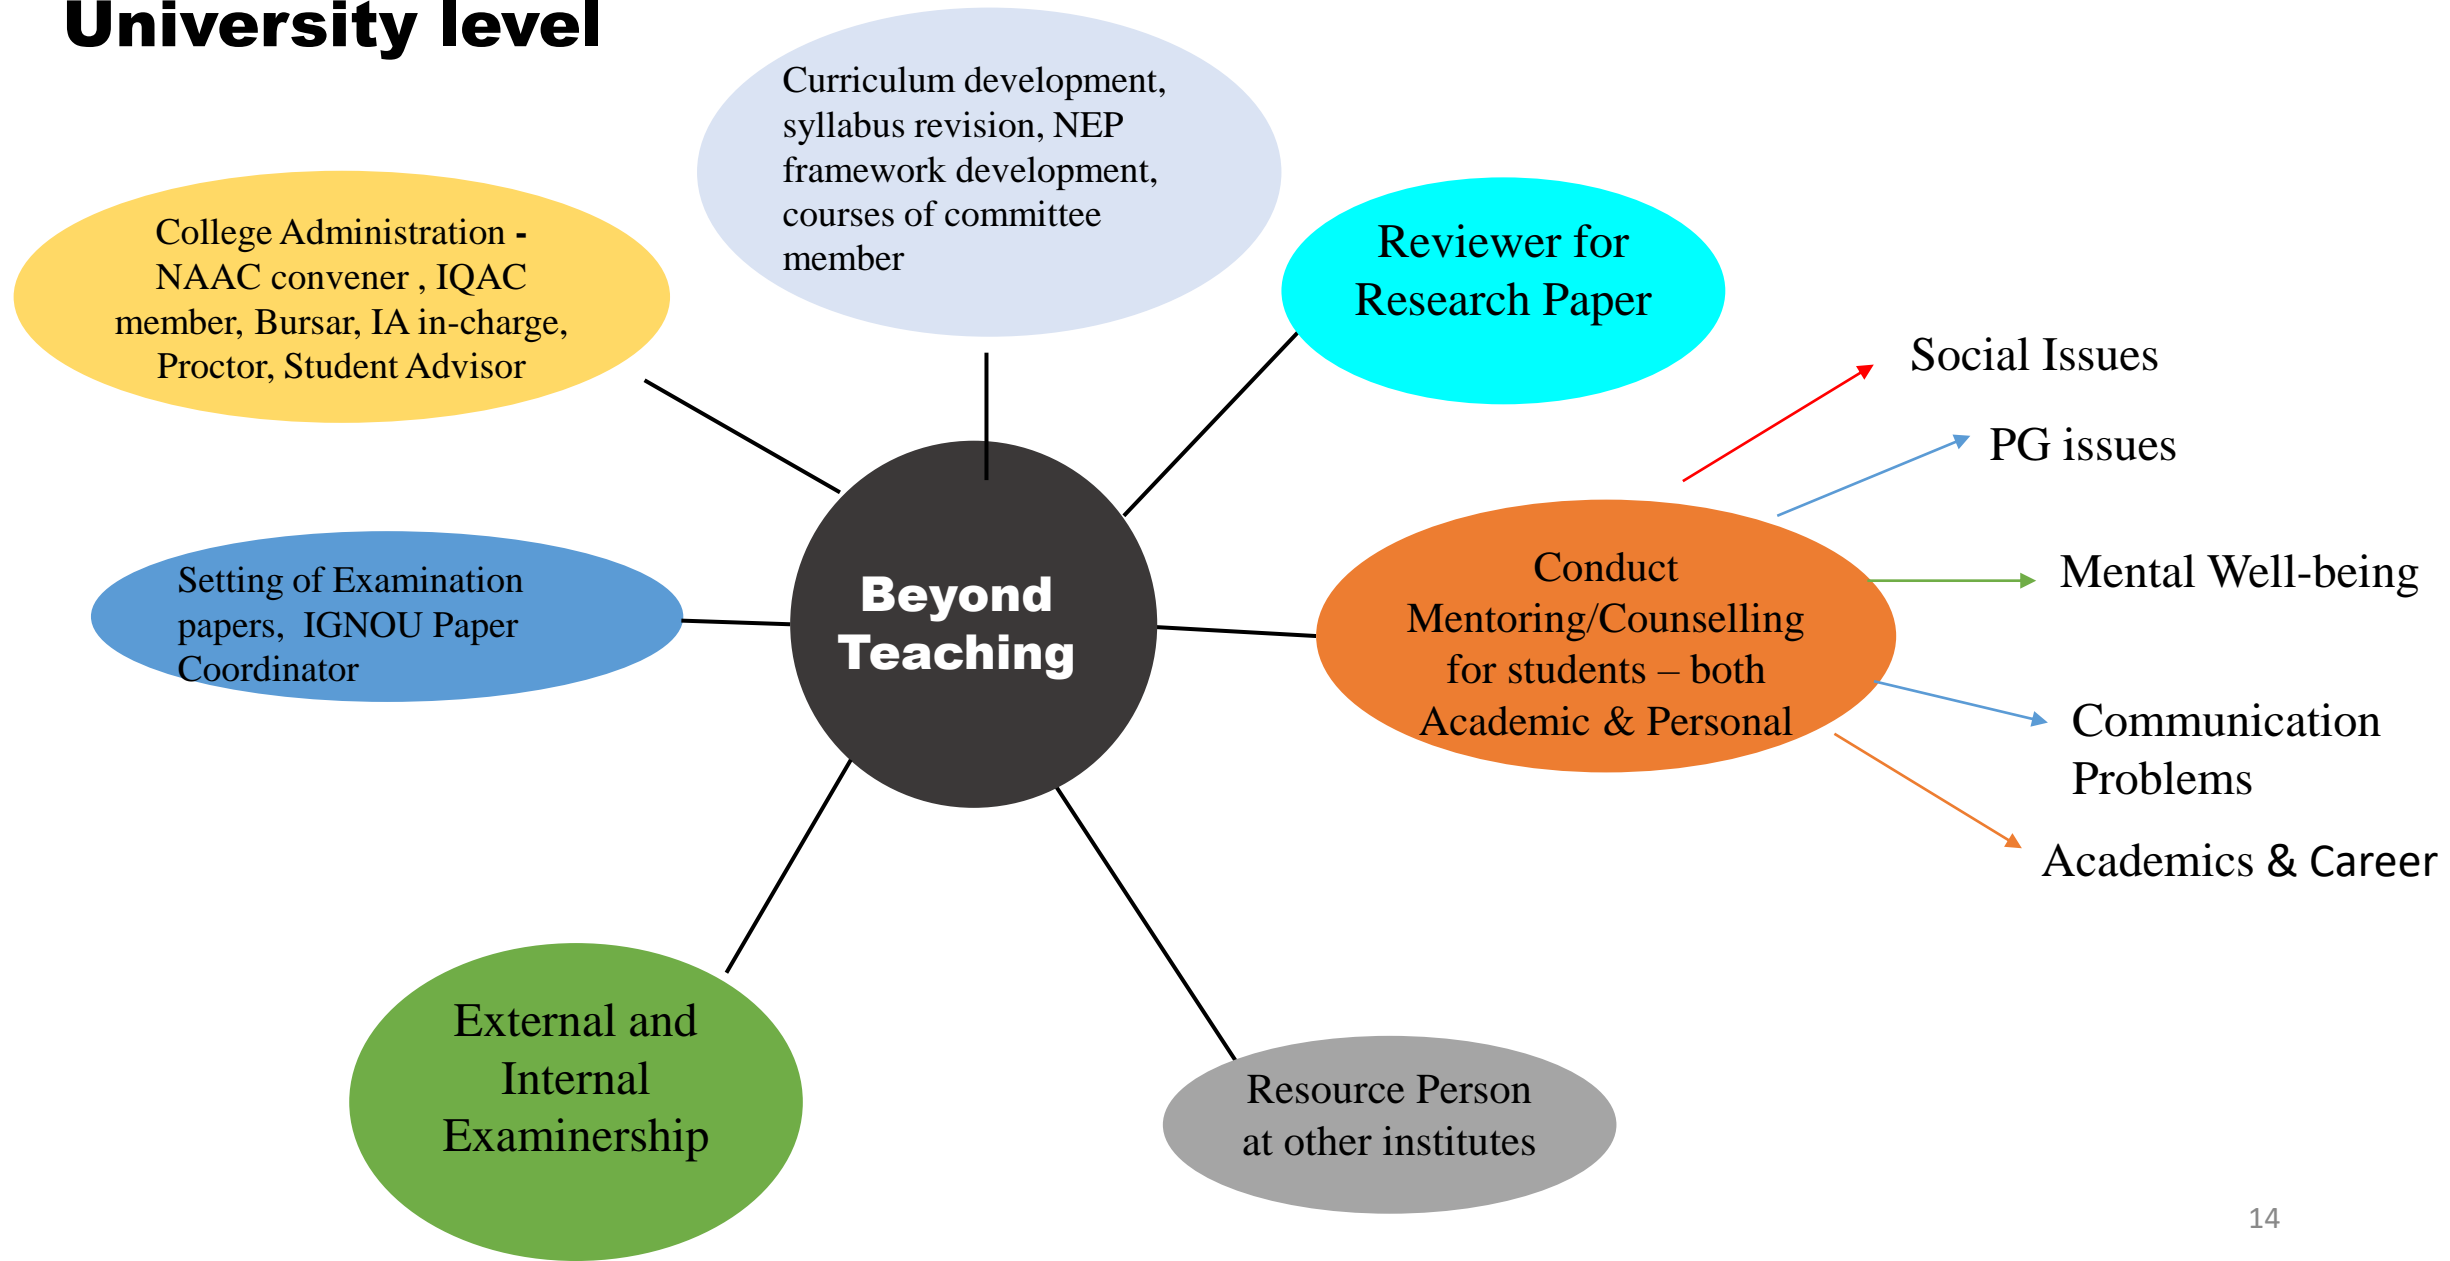 University level
Curriculum development,
syllabus revision, NEP
framework development,
courses of committee
member
College Administration -
NAAC convener , IQAC
member, Bursar, IA in-charge,
Proctor, Student Advisor
Reviewer for
Research Paper
Social Issues
PG issues
Mental Well-being
Communication
Problems
Academics & Career
Conduct
Mentoring/Counselling
for students – both
Academic & Personal
Beyond
Teaching
Setting of Examination
papers,  IGNOU Paper
Coordinator
External and
Internal
Examinership
Resource Person
at other institutes
14